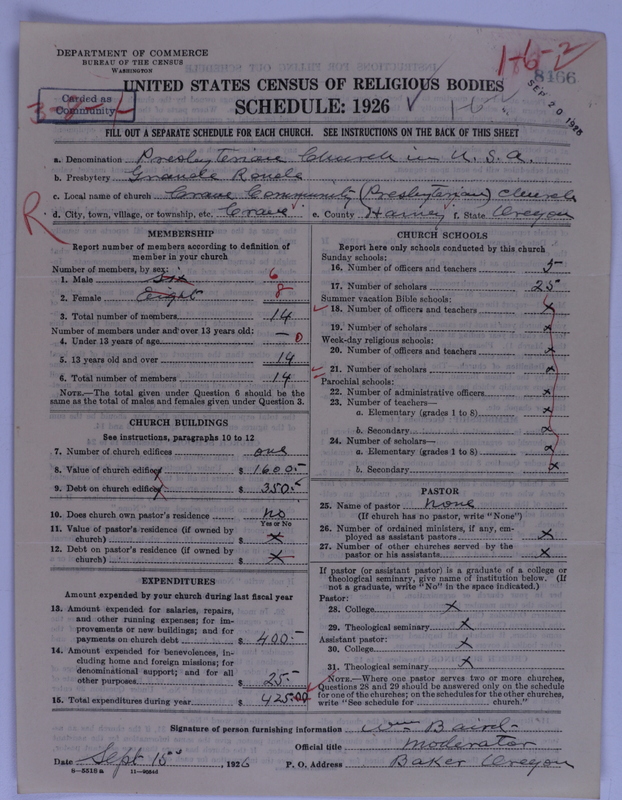 DEPARTMENT OF COMMERCE
BUREAU OF THE CENSUS
WASHINGTON
1-6-2
8166
SEP 20 1926
Carded as
Community
3-2-1
UNITED STATES CENSUS OF RELIGIOUS BODIES
SCHEDULE: 1926
FILL OUT A SEPARATE SCHEDULE FOR EACH CHURCH. SEE INSTRUCTIONS ON THE BACK OF THIS SHEET
a. Denomination Presbyterian Church in U.S.A.
b. Presbytery Grande Ronde
c. Local name of church Crane Community (Presbyterian) Church
R
d. City, town, village, or township, etc. Crane e. County Harney f. State Oregon
MEMBERSHIP
Report number of members according to definition of
member in your church
Number of members, by sex:
1. Male six 6
2. Female eight 8
3. Total number of members 14
Number of members under and over 13 years old:
4. Under 13 years of age — 0
5. 13 years old and over 14
6. Total number of members 14
NOTE.—The total given under Question 6 should be
same as the total of males and females given under Question 3.
CHURCH BUILDINGS
See instructions, paragraphs 10 to 12
7. Number of church edifices one
8. Value of church edifices $ 1600.-
9. Debt on church edifices $ 350.-
10. Does church own pastor's residence no
Yes or No
11. Value of pastor's residence (if owned by
church) $ x
12. Debt on pastor's residence (if owned by
church) $ x
EXPENDITURES
Amount expended by your church during last fiscal year
13. Amount expended for salaries, repairs,
and other running expenses; for im-
provements or new buildings; and for
payments on church debt $ 400.-
14. Amount expended for benevolences, in-
cluding home and foreign missions; for
denominational support; and for all
other purposes $ 25.-
15. Total expenditures during year $ 425.00
CHURCH SCHOOLS
Report here only schools conducted by this church
Sunday schools:
16. Number of officers and teachers 5
17. Number of scholars 25
Summer vacation Bible schools:
18. Number of officers and teachers x
19. Number of scholars x
Week-day religious schools:
20. Number of officers and teachers x
21. Number of scholars x
Parochial schools:
22. Number of administrative officers x
23. Number of teachers—
a. Elementary (grades 1 to 8) x
b. Secondary x
24. Number of scholars—
a. Elementary (grades 1 to 8) x
b. Secondary x
PASTOR
25. Name of pastor None
(If church has no pastor, write "None")
26. Number of ordained ministers, if any, em-
ployed as assistant pastors x
27. Number of other churches served by the
pastor or his assistants x
If pastor (or assistant pastor) is a graduate of a college or
theological seminary, give name of institution below. (If
not a graduate, write "No" in the space indicated.)
Pastor:
28. College x
29. Theological seminary x
Assistant pastor:
30. College x
31. Theological seminary x
NOTE.—Where one pastor serves two or more churches,
Questions 28 and 29 should be answered only on the schedule
for one of the churches; on the schedules for the other churches,
write "See schedule for church."
Signature of person furnishing information Wm Baird
Official title Moderator
Date Sept 15, 1926 P. O. Address Baker Oregon
8—5518 a 11—9064d